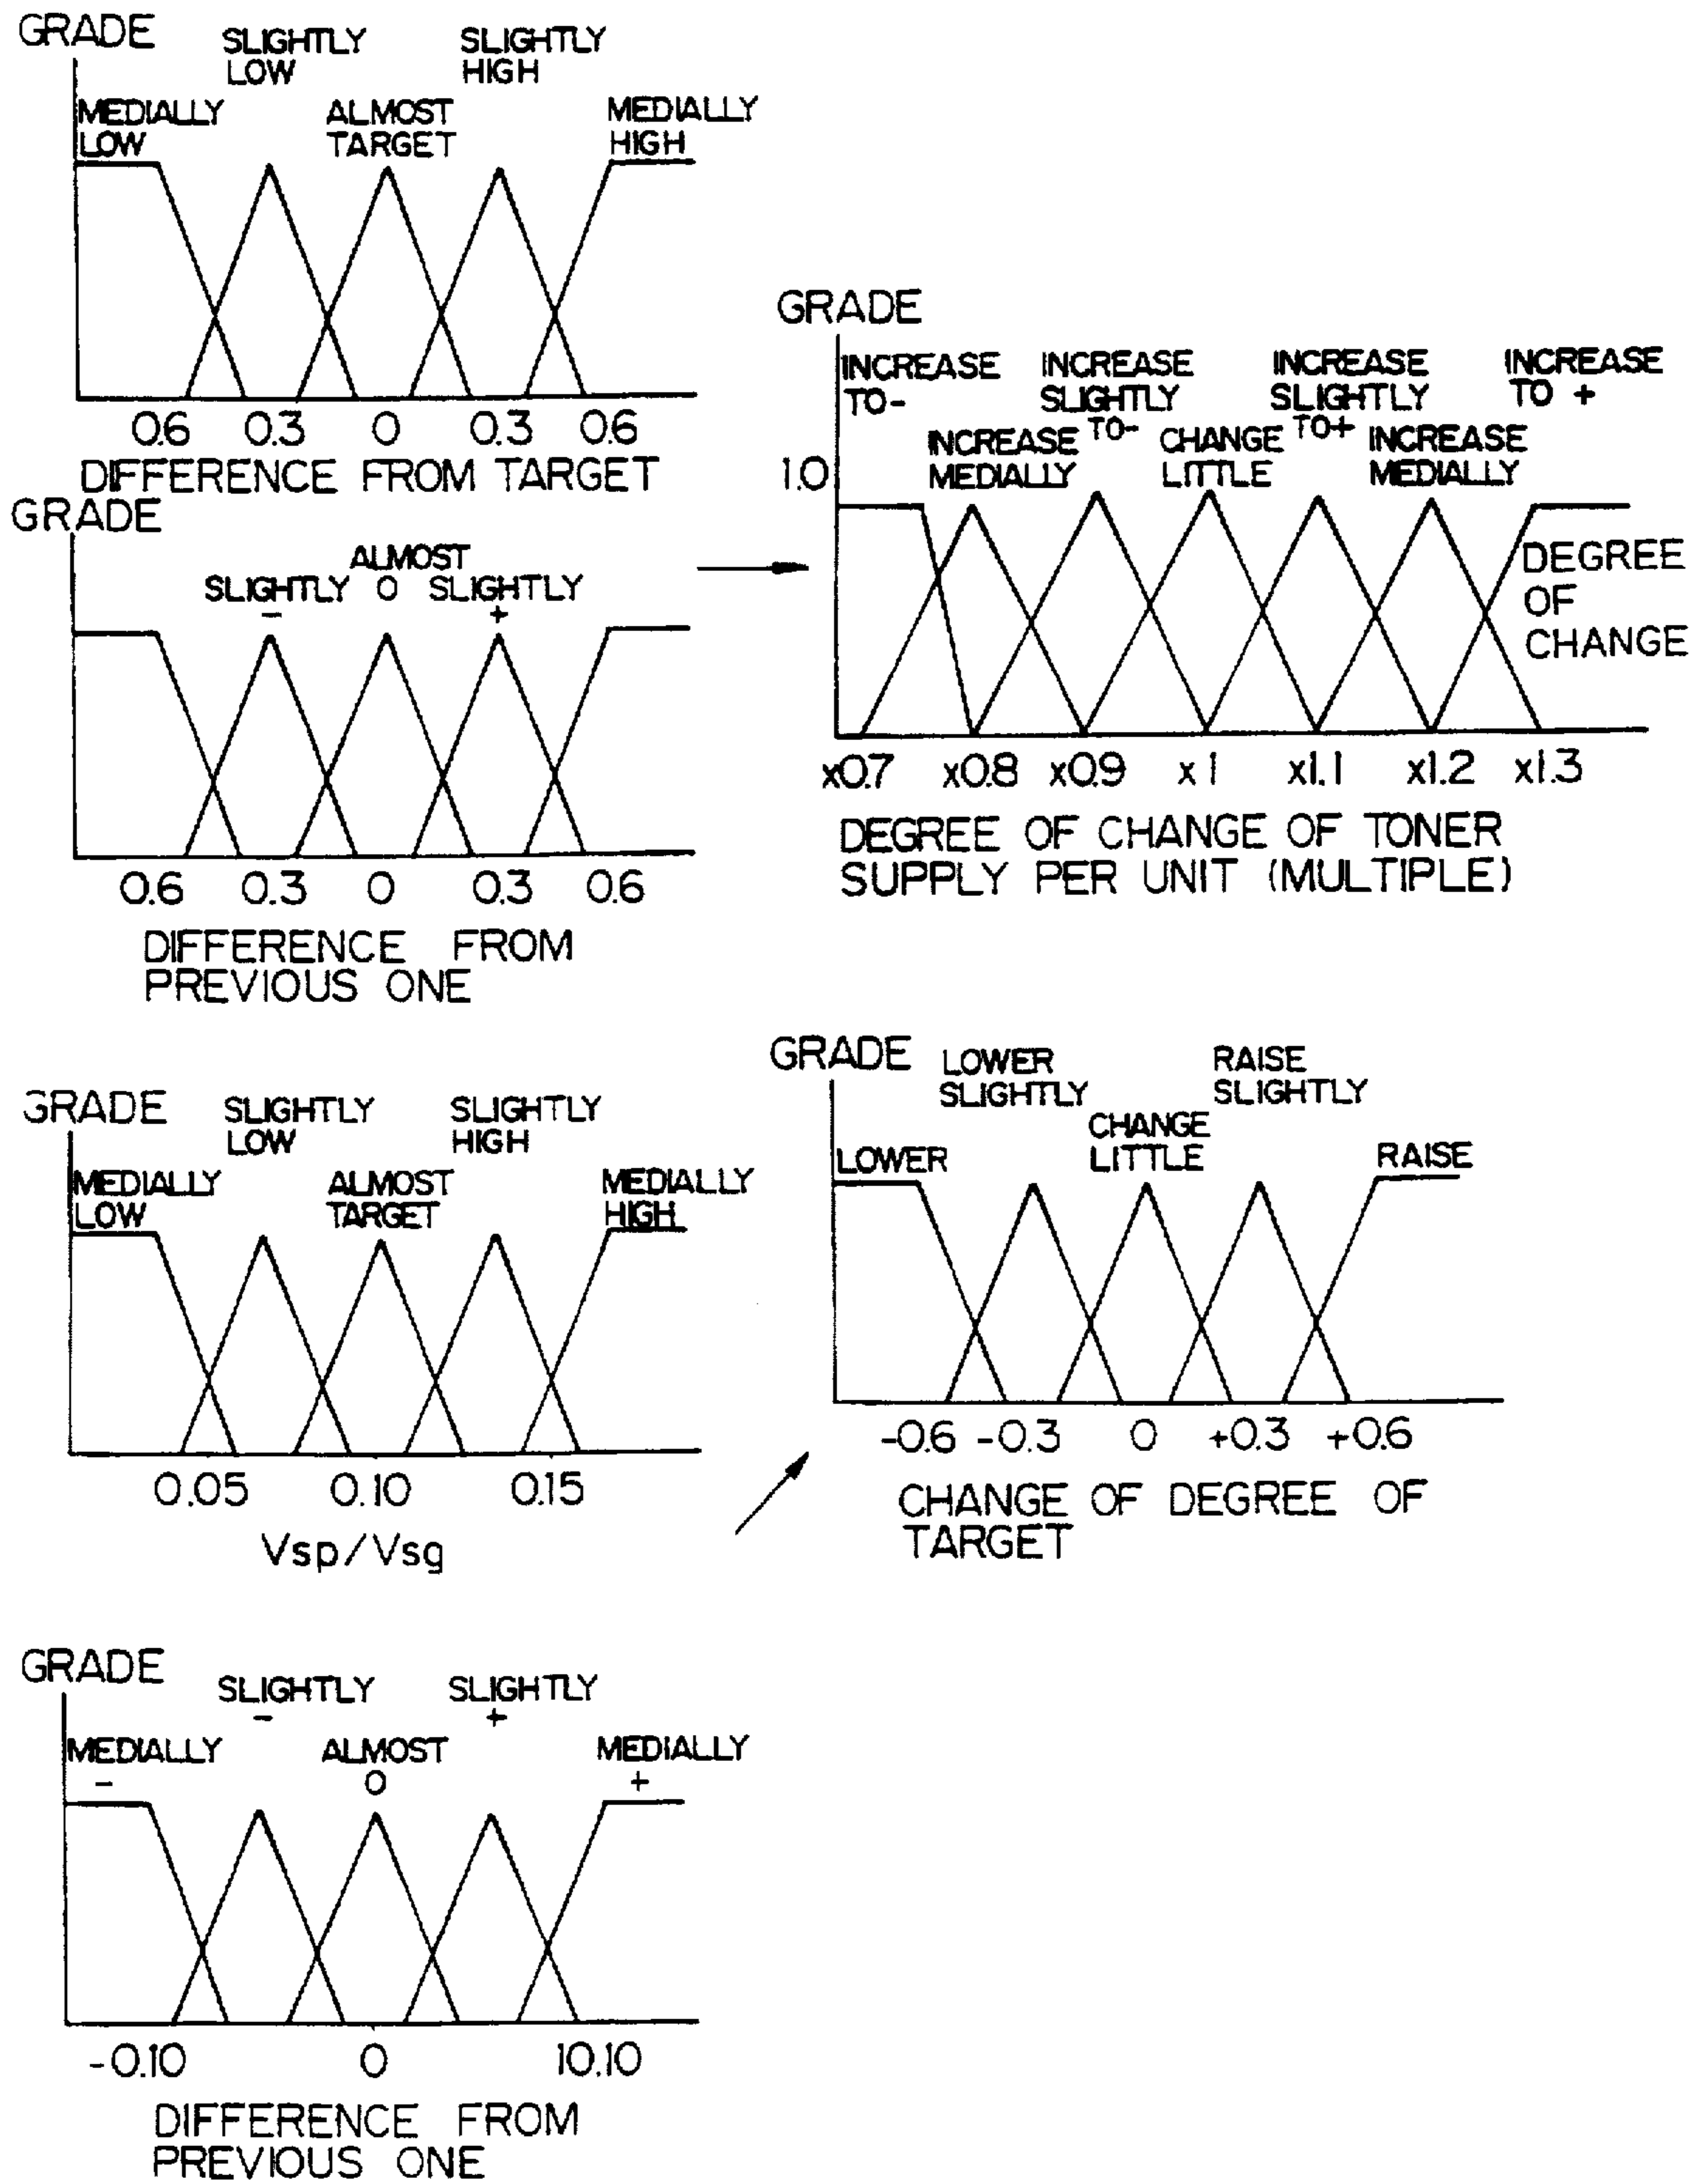 GRADE
SLIGHTLY
LOW
SLIGHTLY
HIGH
MEDIALLY
LOW
ALMOST
TARGET
MEDIALLY
HIGH
0.6 0.3 0 0.3 0.6
DIFFERENCE FROM TARGET
GRADE
ALMOST
SLIGHTLY 0 SLIGHTLY
- +
0.6 0.3 0 0.3 0.6
DIFFERENCE FROM
PREVIOUS ONE
GRADE
INCREASE
TO-
INCREASE
SLIGHTLY
TO-
INCREASE
SLIGHTLY
TO+
INCREASE
TO +
INCREASE
MEDIALLY
CHANGE
LITTLE
INCREASE
MEDIALLY
1.0
DEGREE
OF
CHANGE
x0.7 x0.8 x0.9 x1 x1.1 x1.2 x1.3
DEGREE OF CHANGE OF TONER
SUPPLY PER UNIT (MULTIPLE)
GRADE
SLIGHTLY
LOW
SLIGHTLY
HIGH
MEDIALLY
LOW
ALMOST
TARGET
MEDIALLY
HIGH
0.05 0.10 0.15
Vsp/Vsg
GRADE
LOWER
SLIGHTLY
RAISE
SLIGHTLY
LOWER
CHANGE
LITTLE
RAISE
-0.6 -0.3 0 +0.3 +0.6
CHANGE OF DEGREE OF
TARGET
GRADE
SLIGHTLY
-
SLIGHTLY
+
MEDIALLY
-
ALMOST
0
MEDIALLY
+
-0.10 0 10.10
DIFFERENCE FROM
PREVIOUS ONE